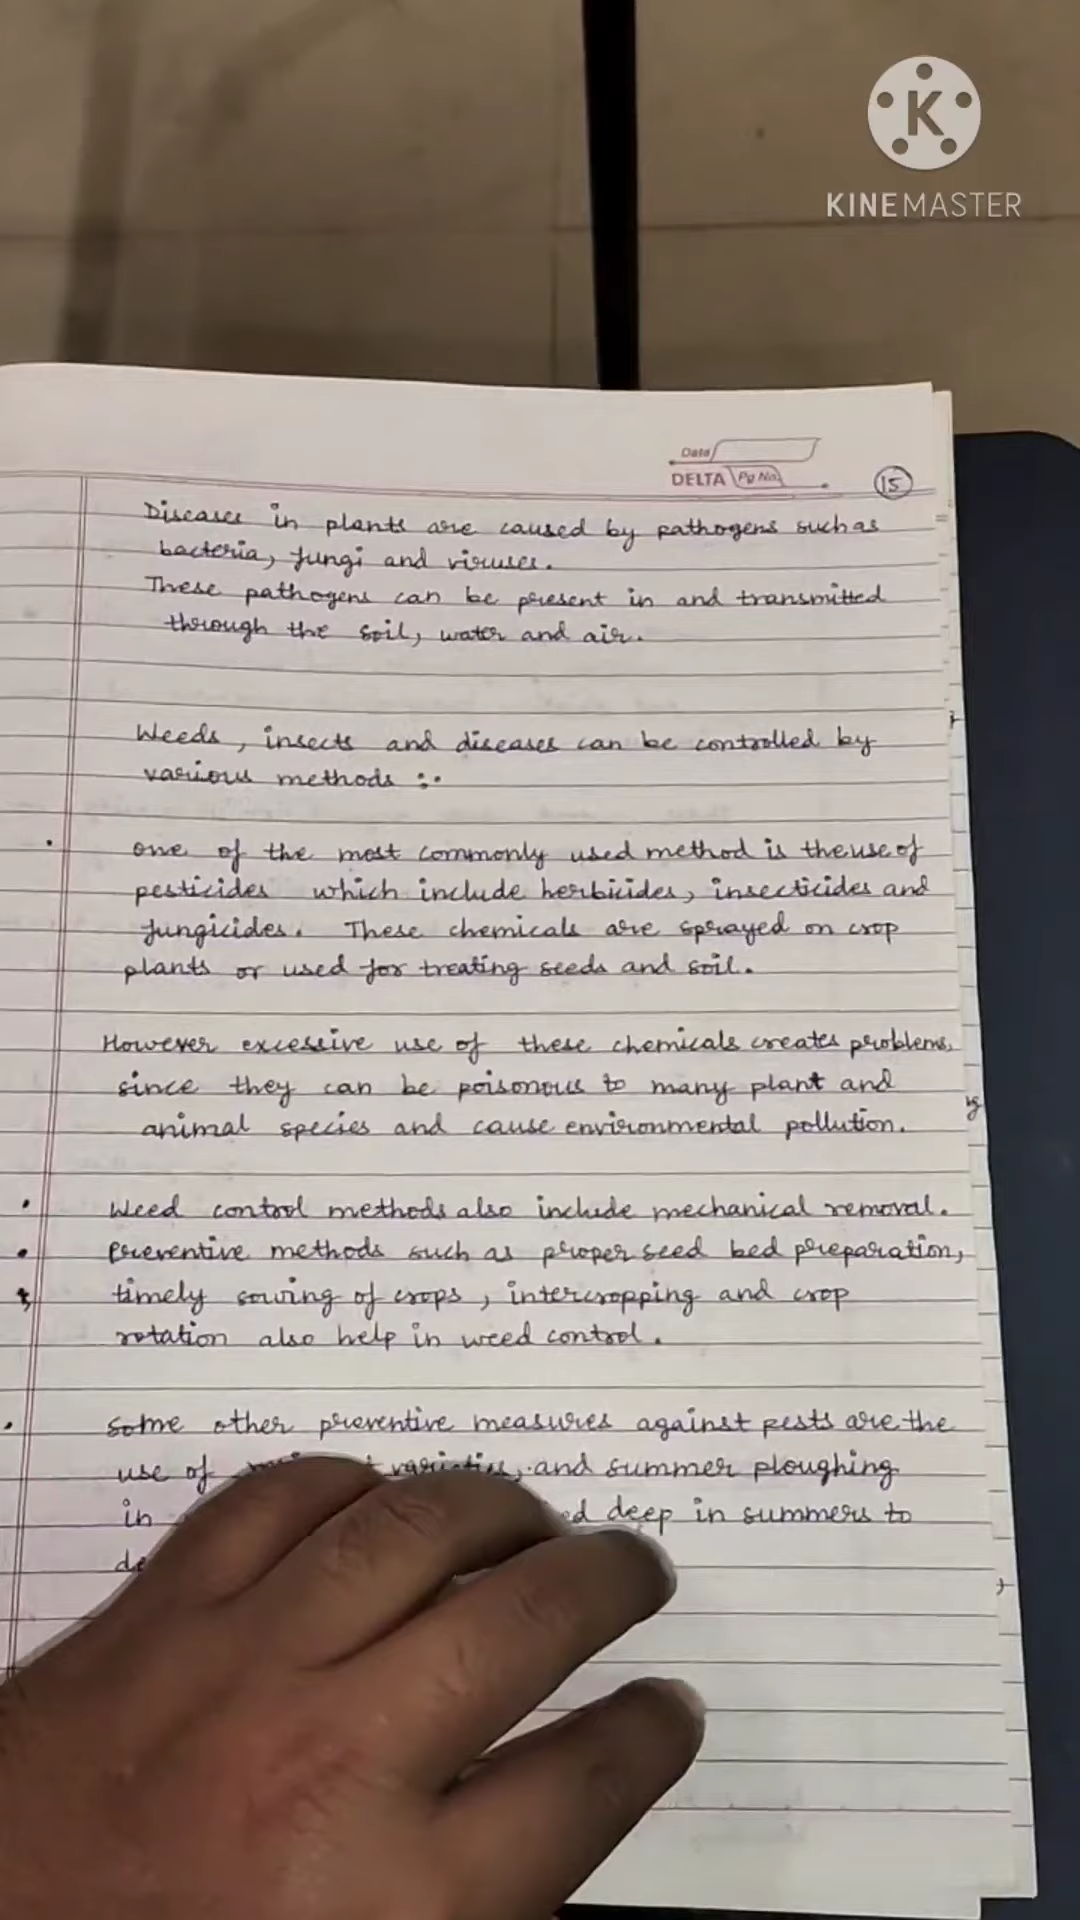 K
KINEMASTER
Date
DELTA Pg No.
15
Diseases in plants are caused by pathogens such as
bacteria, fungi and viruses.
These pathogens can be present in and transmitted
through the soil, water and air.
Weeds, insects and diseases can be controlled by
various methods :-
one of the most commonly used method is the use of
pesticides which include herbicides, insecticides and
fungicides. These chemicals are sprayed on crop
plants or used for treating seeds and soil.
However excessive use of these chemicals creates problems,
since they can be poisonous to many plant and
animal species and cause environmental pollution.
Weed control methods also include mechanical removal.
Preventive methods such as proper seed bed preparation,
timely sowing of crops, intercropping and crop
rotation also help in weed control.
Some other preventive measures against pests are the
use of varieties, and summer ploughing
in deep in summers to